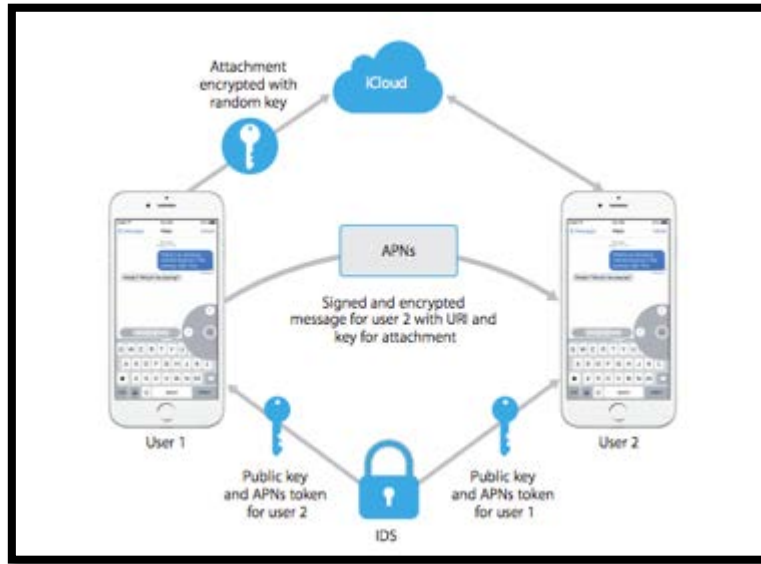 Attachment
encrypted with
random key
iCloud
APNs
Signed and encrypted
message for user 2 with URI and
key for attachment
User 1
User 2
Public key
and APNs token
for user 2
Public key
and APNs token
for user 1
IDS